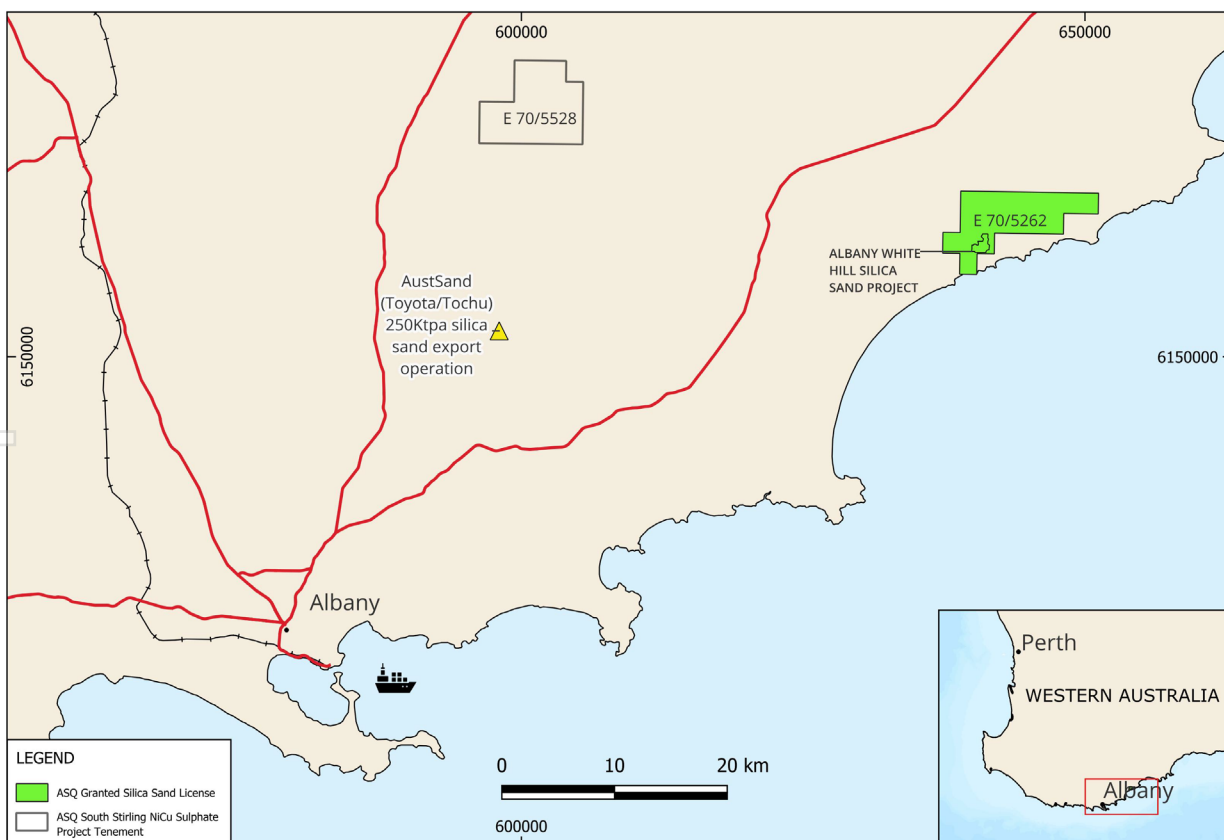 600000
650000
E 70/5528
E 70/5262
ALBANY WHITE
HILL SILICA
SAND PROJECT
AustSand
(Toyota/Tochu)
250Ktpa silica
sand export
operation
6150000
6150000
Albany
Perth
WESTERN AUSTRALIA
Albany
LEGEND
ASQ Granted Silica Sand License
ASQ South Stirling NiCu Sulphate
Project Tenement
0 10 20 km
600000